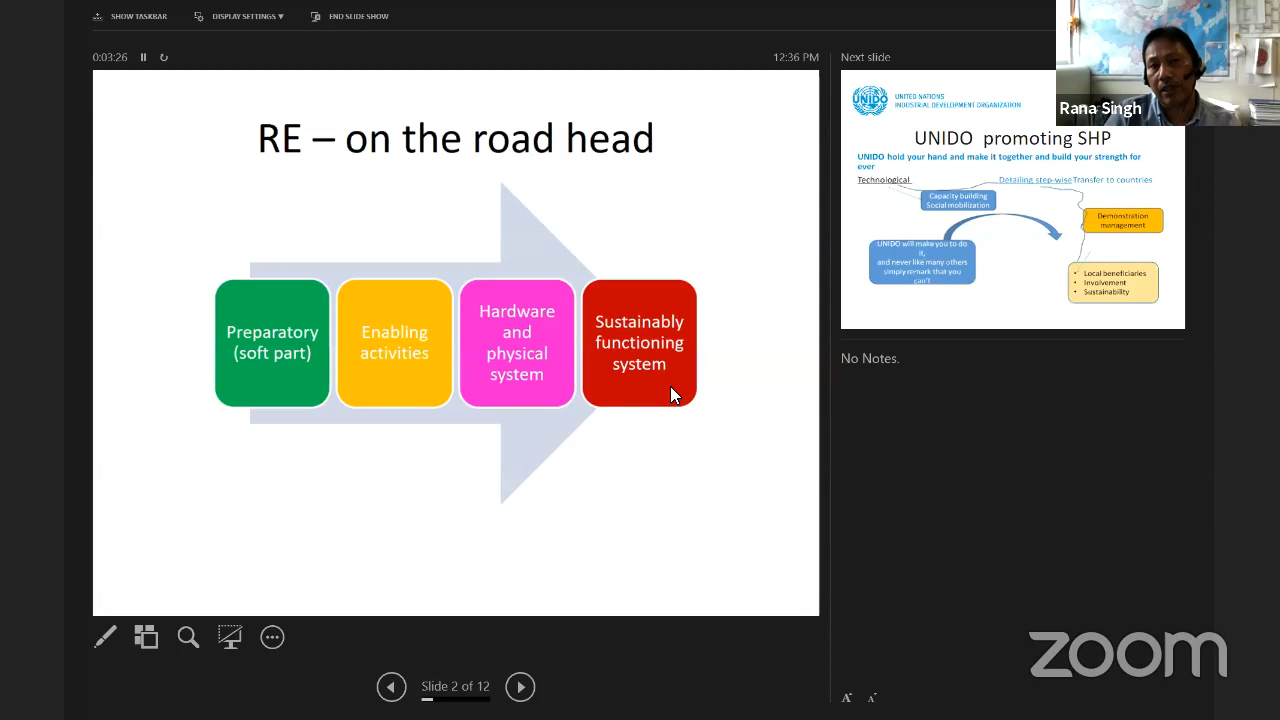 SHOW TASKBAR
DISPLAY SETTINGS ▼
END SLIDE SHOW
0:03:26
12:36 PM
RE – on the road head
Preparatory
(soft part)
Enabling
activities
Hardware
and
physical
system
Sustainably
functioning
system
Slide 2 of 12
Next slide
Rana Singh
UNIDO
UNITED NATIONS
INDUSTRIAL DEVELOPMENT ORGANIZATION
UNIDO promoting SHP
UNIDO hold your hand and make it together and build your strength for
ever
Technological
Detailing step-wise Transfer to countries
Capacity building
Social mobilization
Demonstration
management
UNIDO will make you to do
it,
and never like many others
simply remark that you
can't
• Local beneficiaries
• Involvement
• Sustainability
No Notes.
zoom
A A